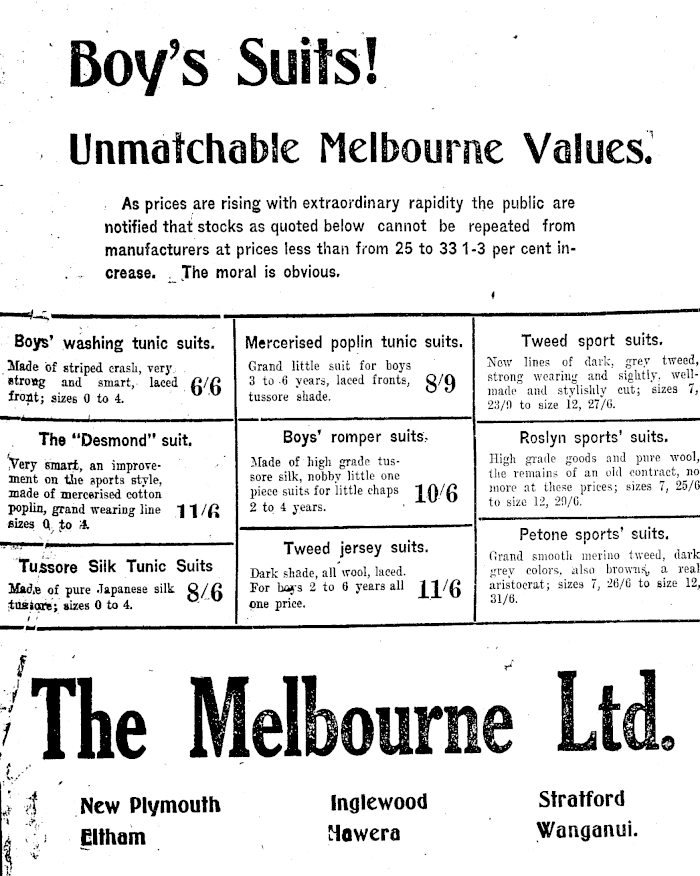 Boy's Suits!
Unmatchable Melbourne Values.
As prices are rising with extraordinary rapidity the public are
notified that stocks as quoted below cannot be repeated from
manufacturers at prices less than from 25 to 33 1-3 per cent in-
crease. The moral is obvious.
Boys' washing tunic suits.
Made of striped crash, very
strong and smart, laced
front; sizes 0 to 4.
6/6
The "Desmond" suit.
Very smart, an improve-
ment on the sports style,
made of mercerised cotton
poplin, grand wearing line
sizes 0 to 4.
11/6
Tussore Silk Tunic Suits
Made of pure Japanese silk
tussore; sizes 0 to 4.
8/6
Mercerised poplin tunic suits.
Grand little suit for boys
3 to 6 years, laced fronts,
tussore shade.
8/9
Boys' romper suits.
Made of high grade tus-
sore silk, nobby little one
piece suits for little chaps
2 to 4 years.
10/6
Tweed jersey suits.
Dark shade, all wool, laced.
For boys 2 to 6 years all
one price.
11/6
Tweed sport suits.
New lines of dark, grey tweed,
strong wearing and sightly, well-
made and stylishly cut; sizes 7,
23/9 to size 12, 27/6.
Roslyn sports' suits.
High grade goods and pure wool,
the remains of an old contract, no
more at these prices; sizes 7, 25/6
to size 12, 29/6.
Petone sports' suits.
Grand smooth merino tweed, dark
grey colors, also browns, a real
aristocrat; sizes 7, 26/6 to size 12,
31/6.
The Melbourne Ltd.
New Plymouth
Inglewood
Stratford
Eltham
Hawera
Wanganui.